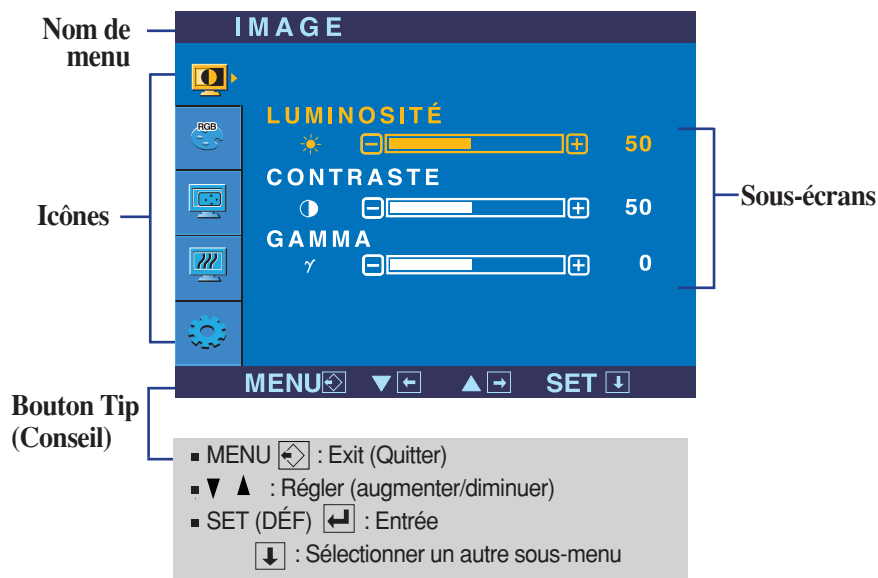 Nom de
menu
IMAGE
RGB
LUMINOSITÉ
50
CONTRASTE
50
GAMMA
γ
0
Icônes
Sous-écrans
MENU ▼ ← ▲ → SET ↓
Bouton Tip
(Conseil)
▪ MENU : Exit (Quitter)
▪ ▼ ▲ : Régler (augmenter/diminuer)
▪ SET (DÉF) ↵ : Entrée
↓ : Sélectionner un autre sous-menu